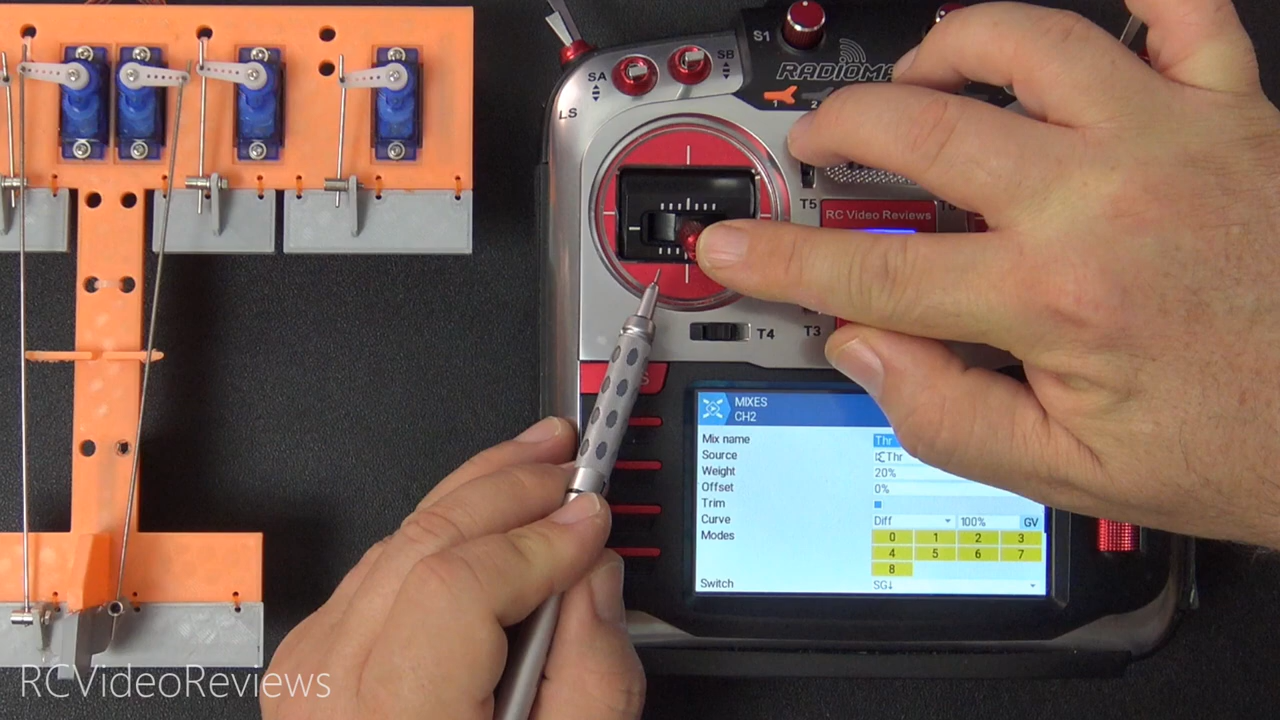 S1
SB
SA
RADIOMA
LS
1 2
T5
RC Video Reviews
T4
T3
S
MIXES
CH2
Mix name Thr
Source Thr
Weight 20%
Offset 0%
Trim
Curve Diff 100% GV
Modes 0 1 2 3
4 5 6 7
8
Switch SG↓
RCVideoReviews